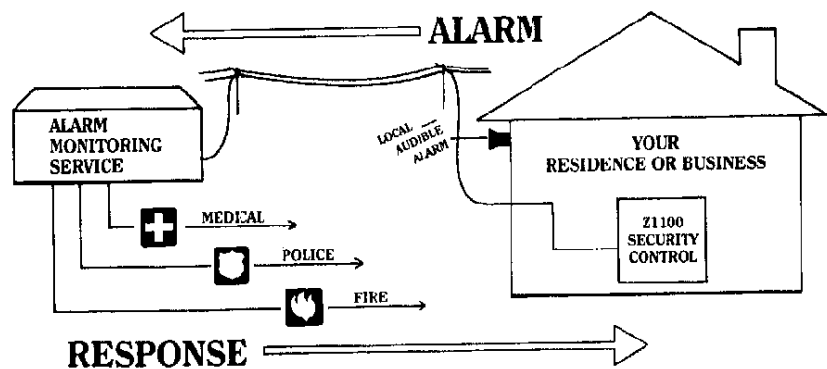 ALARM
ALARM
MONITORING
SERVICE
LOCAL
AUDIBLE
ALARM
YOUR
RESIDENCE OR BUSINESS
Z1100
SECURITY
CONTROL
MEDICAL
POLICE
FIRE
RESPONSE